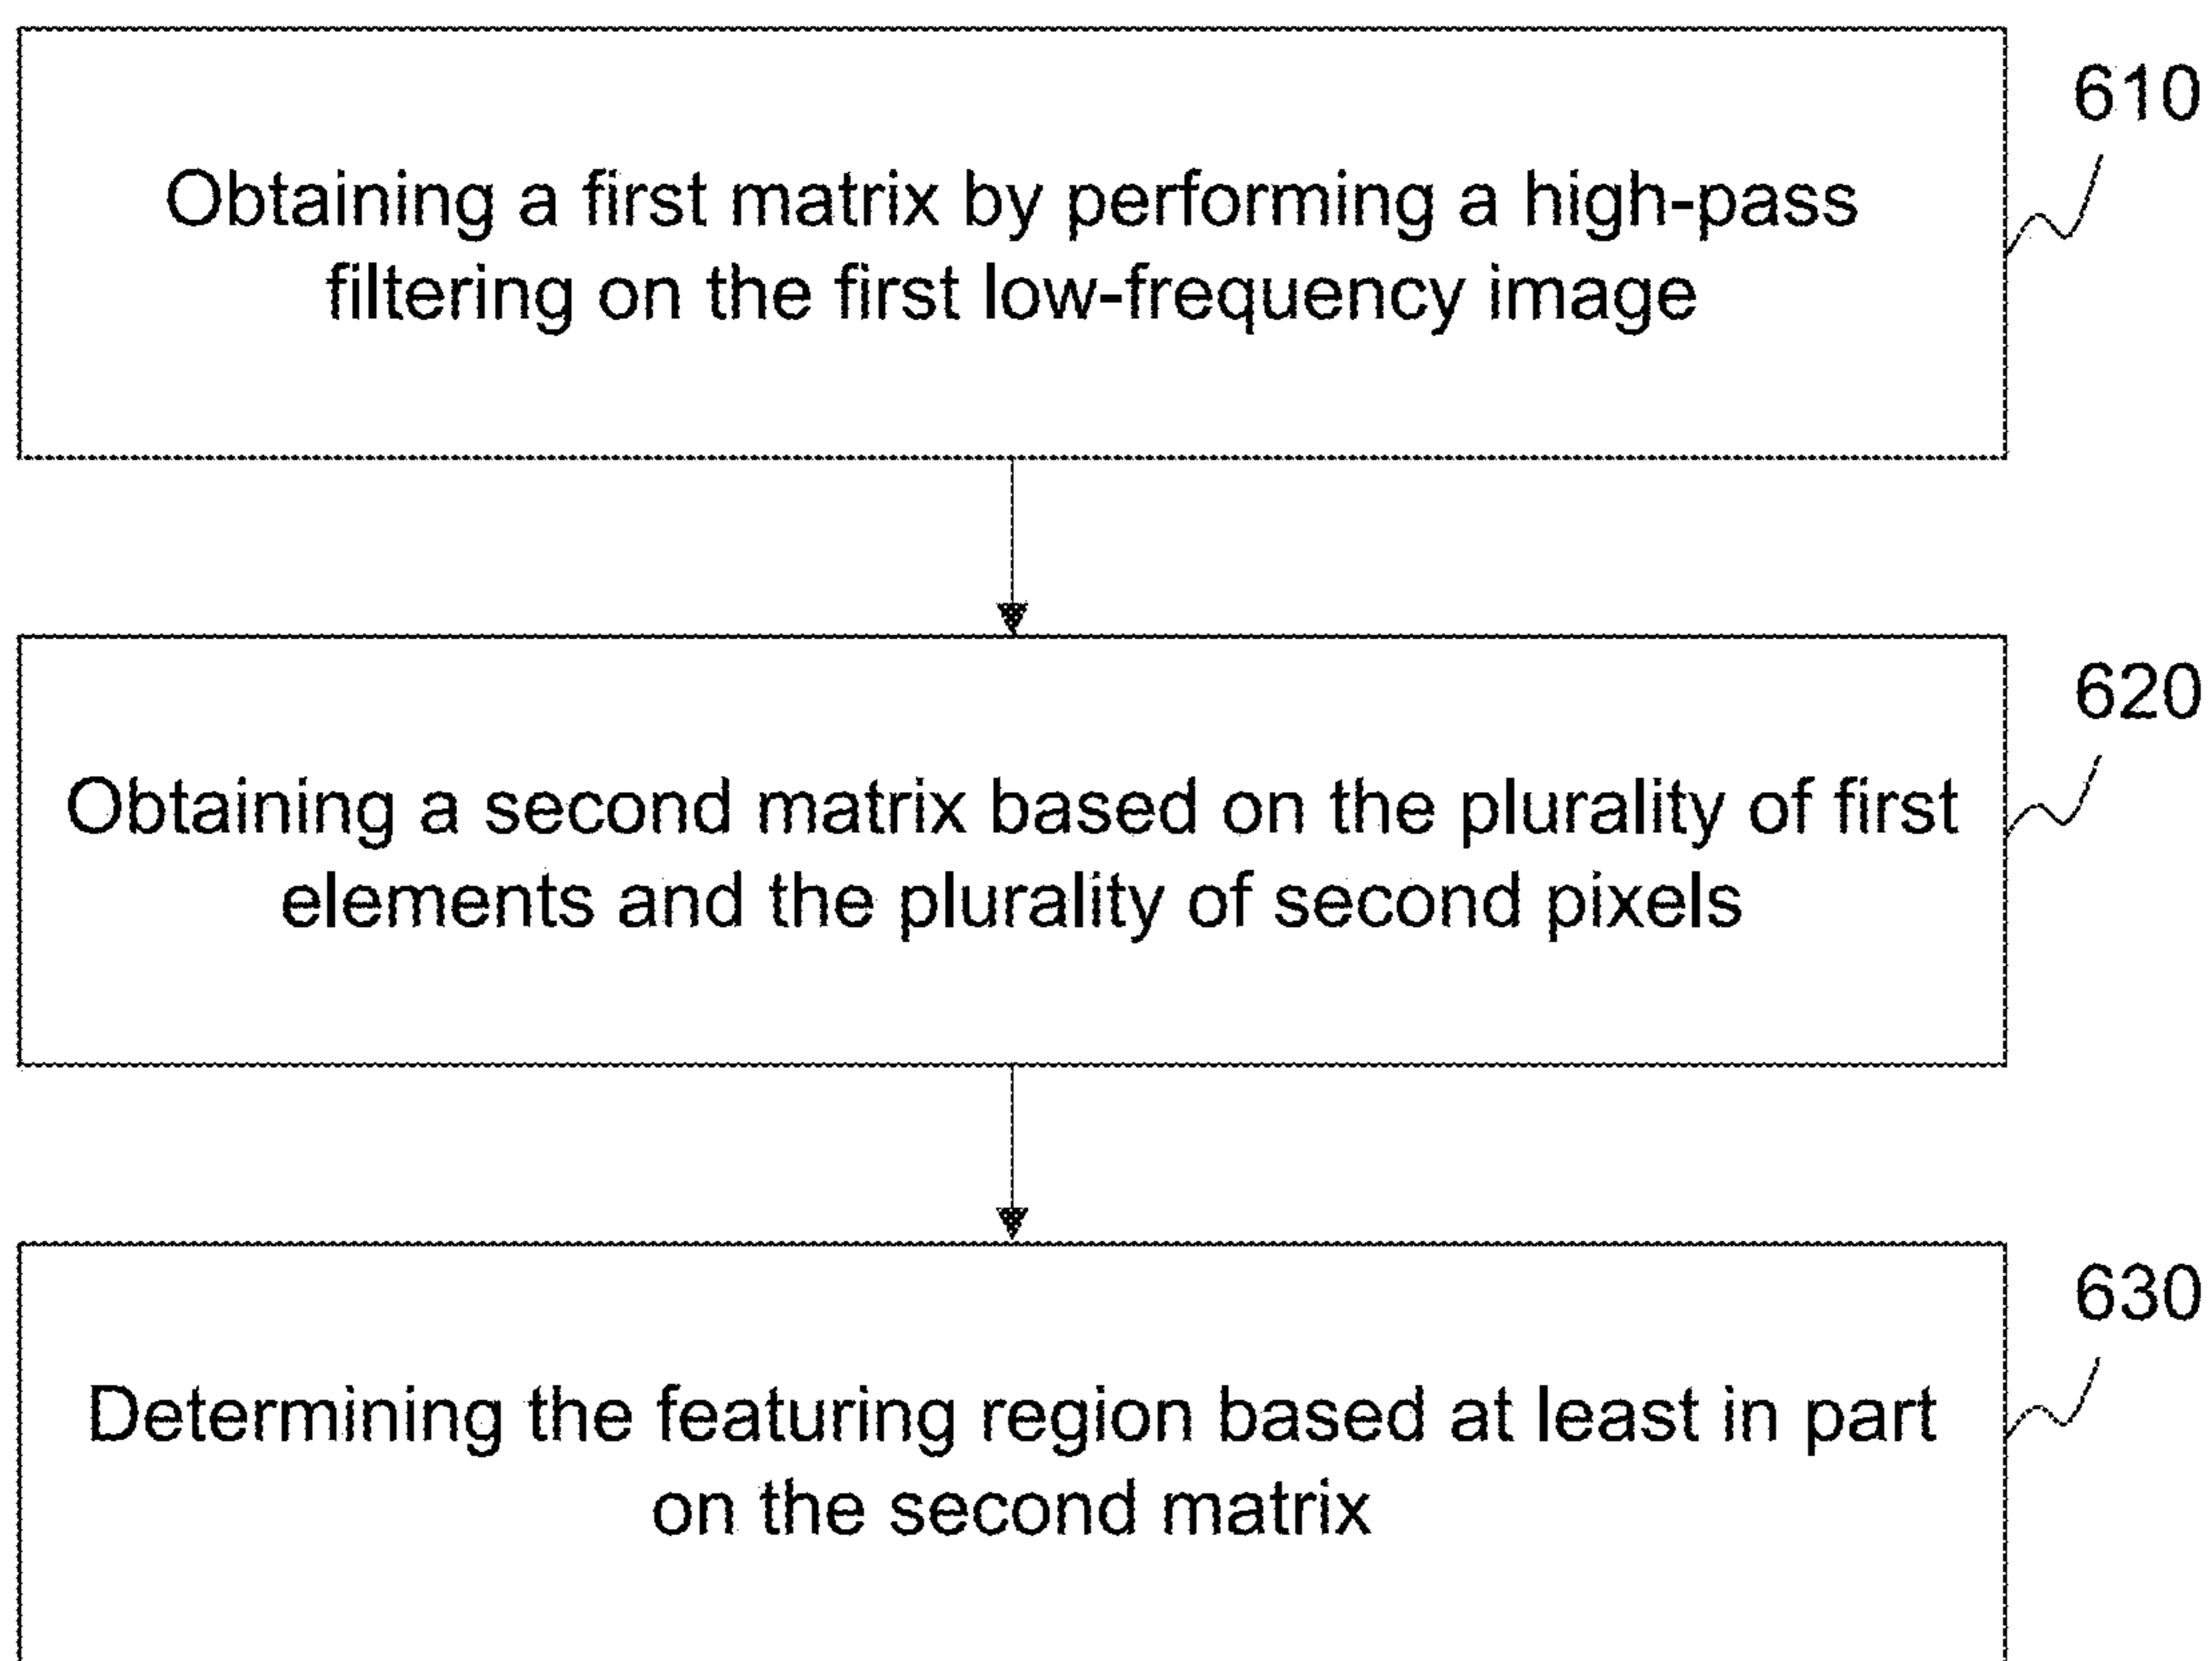 610
Obtaining a first matrix by performing a high-pass
filtering on the first low-frequency image
620
Obtaining a second matrix based on the plurality of first
elements and the plurality of second pixels
630
Determining the featuring region based at least in part
on the second matrix